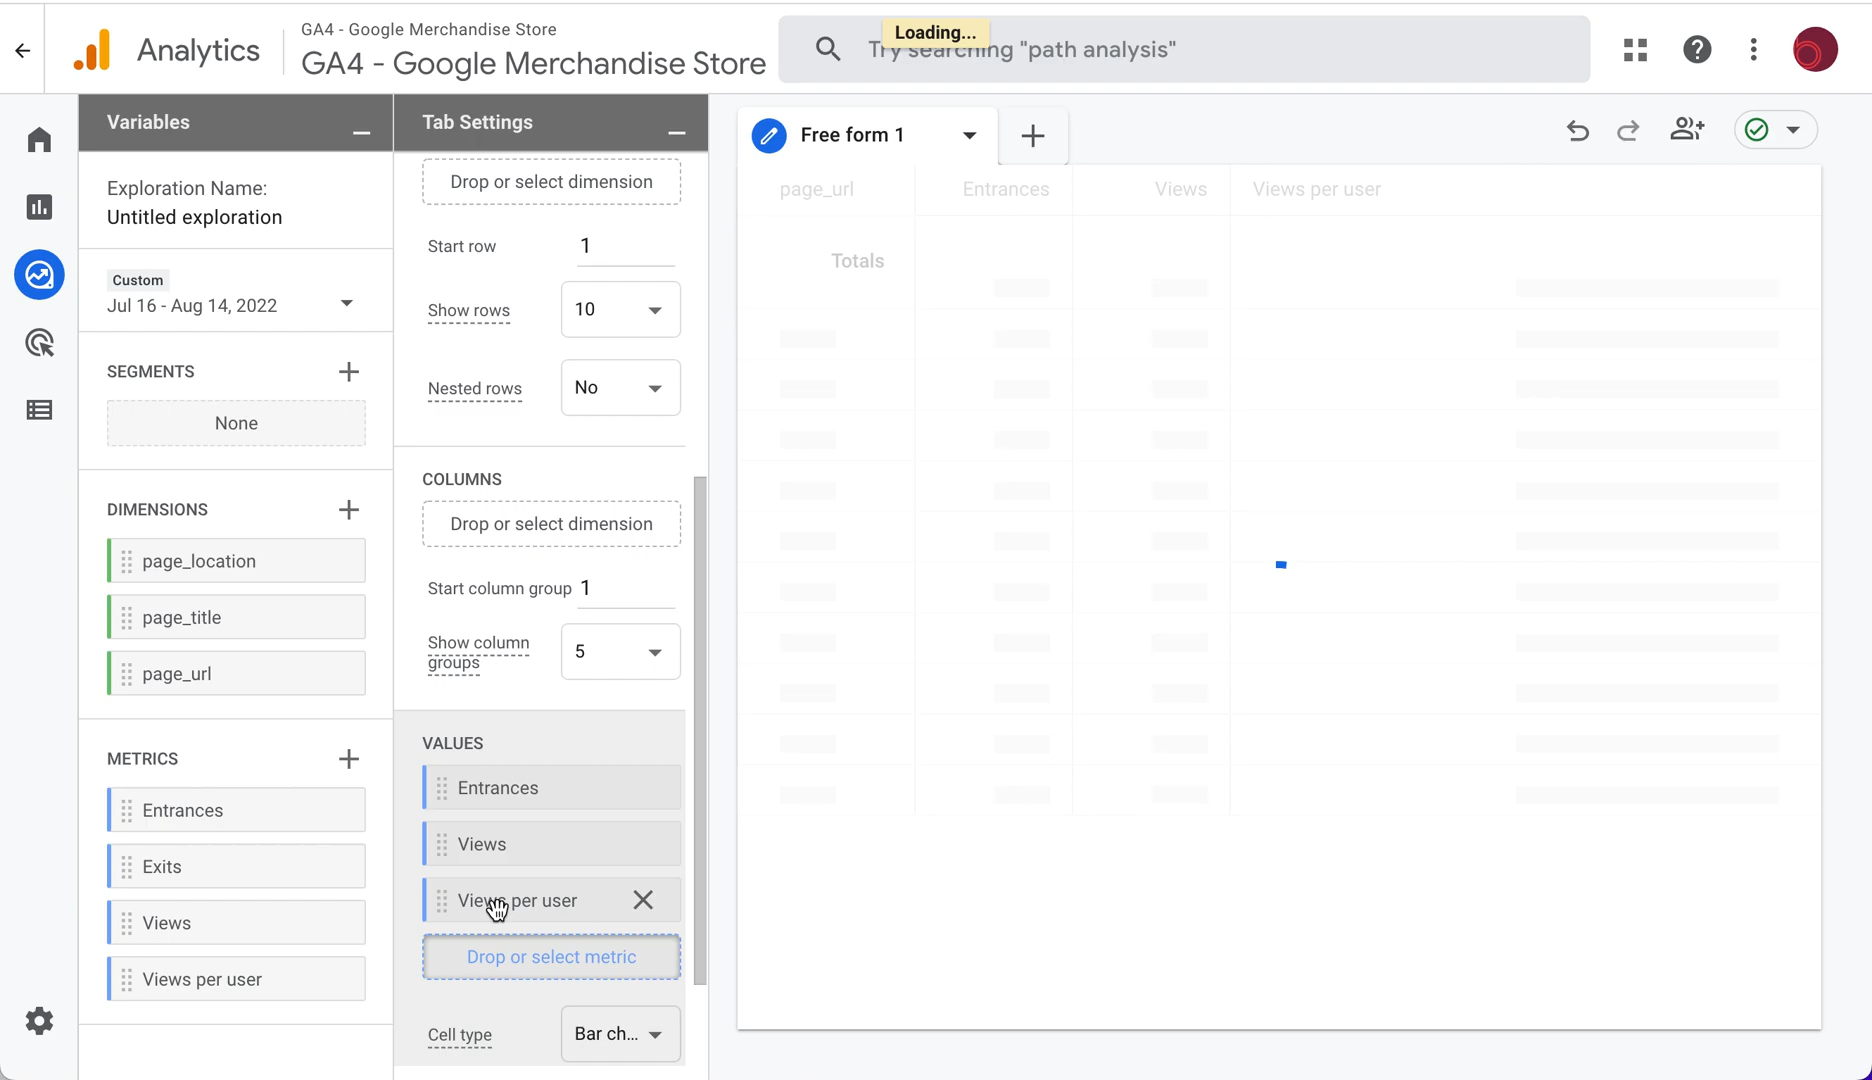 Analytics
GA4 - Google Merchandise Store
GA4 - Google Merchandise Store
Loading...
Try searching "path analysis"
Variables
Exploration Name:
Untitled exploration
Custom
Jul 16 - Aug 14, 2022
SEGMENTS
None
DIMENSIONS
page_location
page_title
page_url
METRICS
Entrances
Exits
Views
Views per user
Tab Settings
Drop or select dimension
Start row 1
Show rows 10
Nested rows No
COLUMNS
Drop or select dimension
Start column group 1
Show column
groups
5
VALUES
Entrances
Views
Views per user
Drop or select metric
Cell type Bar ch...
Free form 1
page_url Entrances Views Views per user
Totals